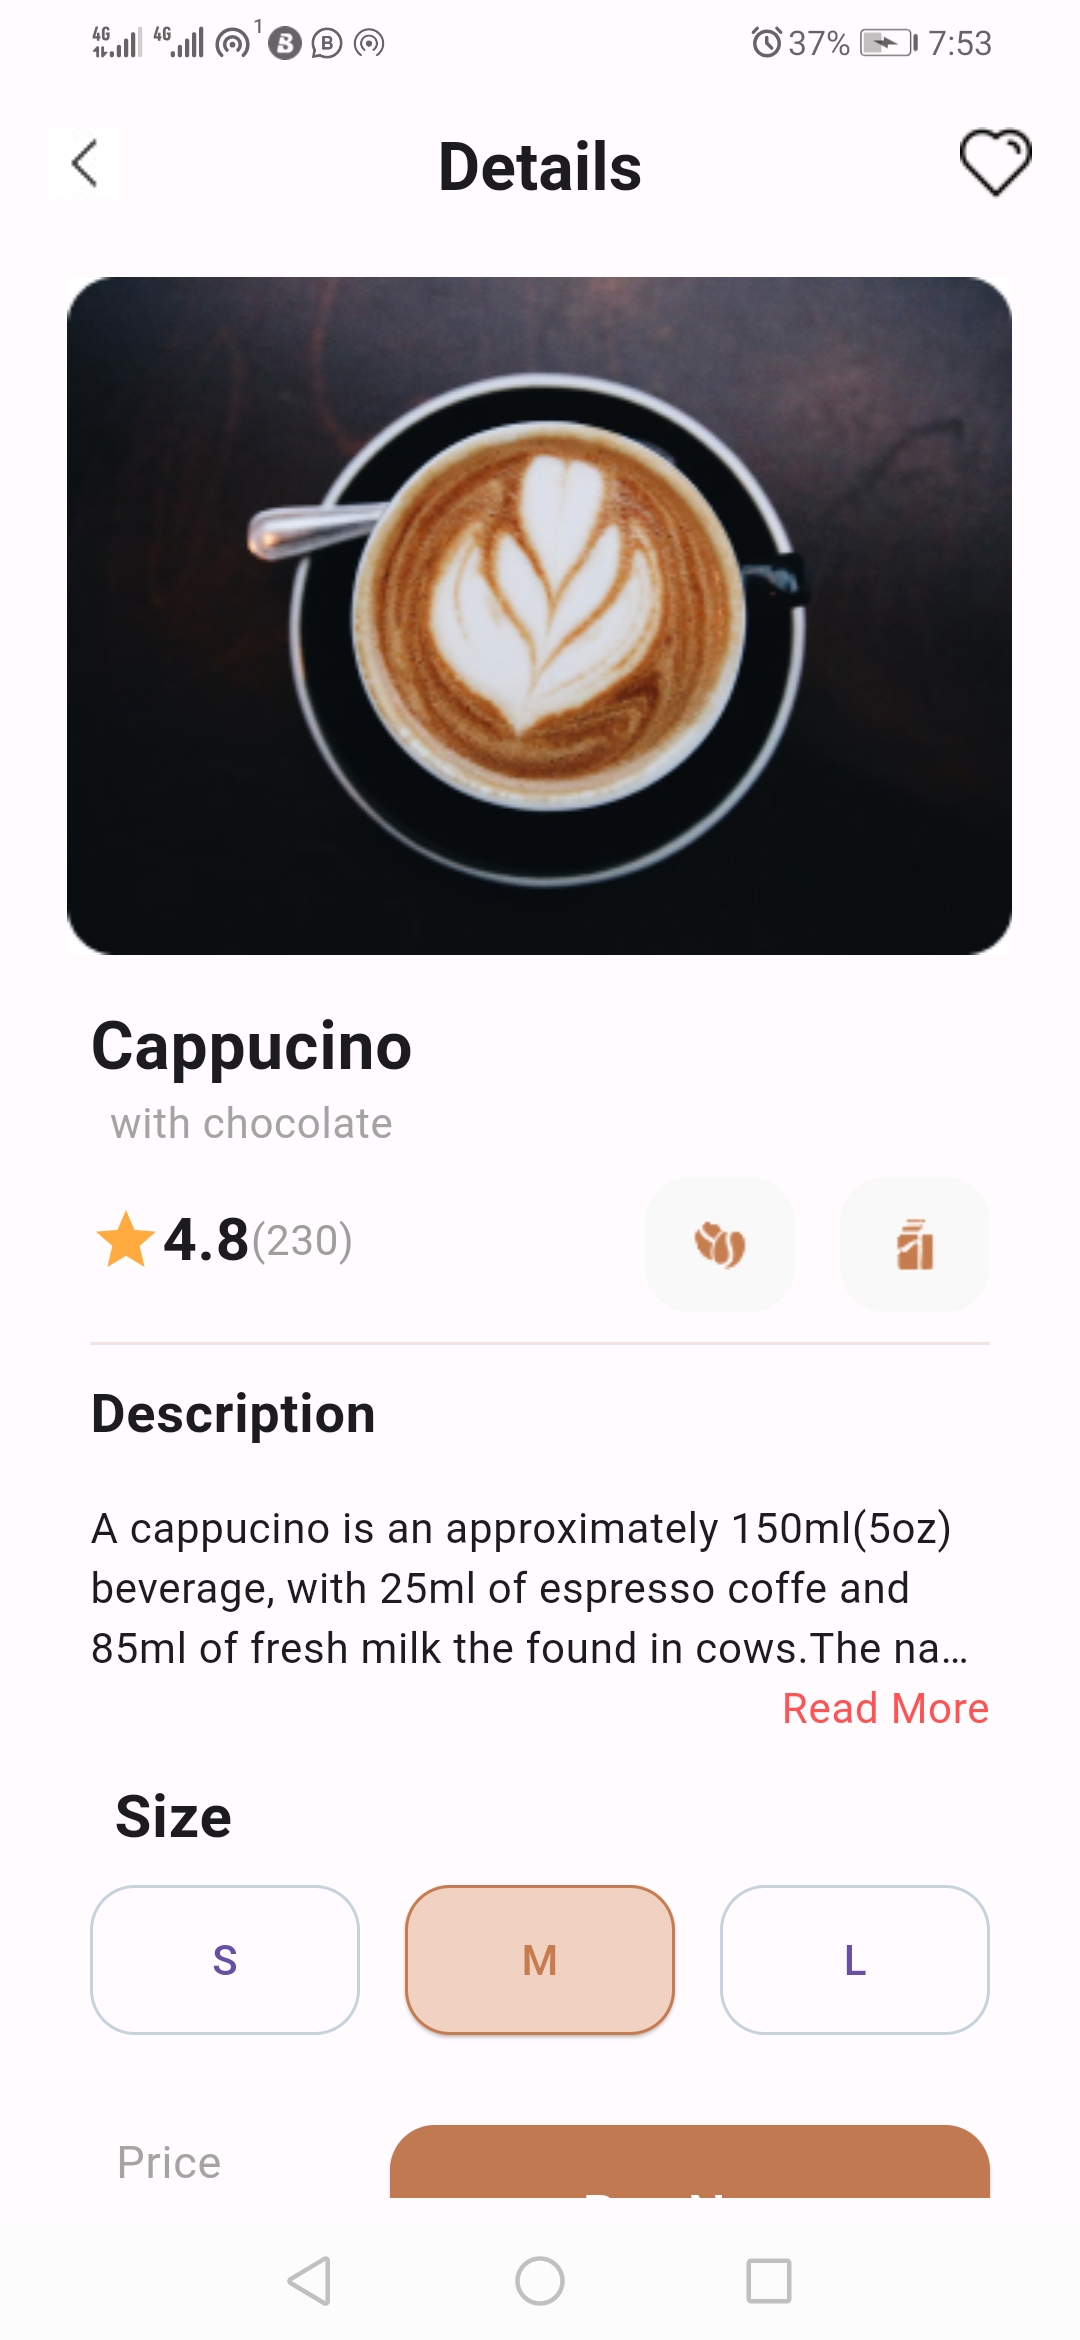 4G 4G 1 B B 37% 7:53
Details
Cappucino
with chocolate
4.8(230)
Description
A cappucino is an approximately 150ml(5oz)
beverage, with 25ml of espresso coffe and
85ml of fresh milk the found in cows.The na…
Read More
Size
S M L
Price